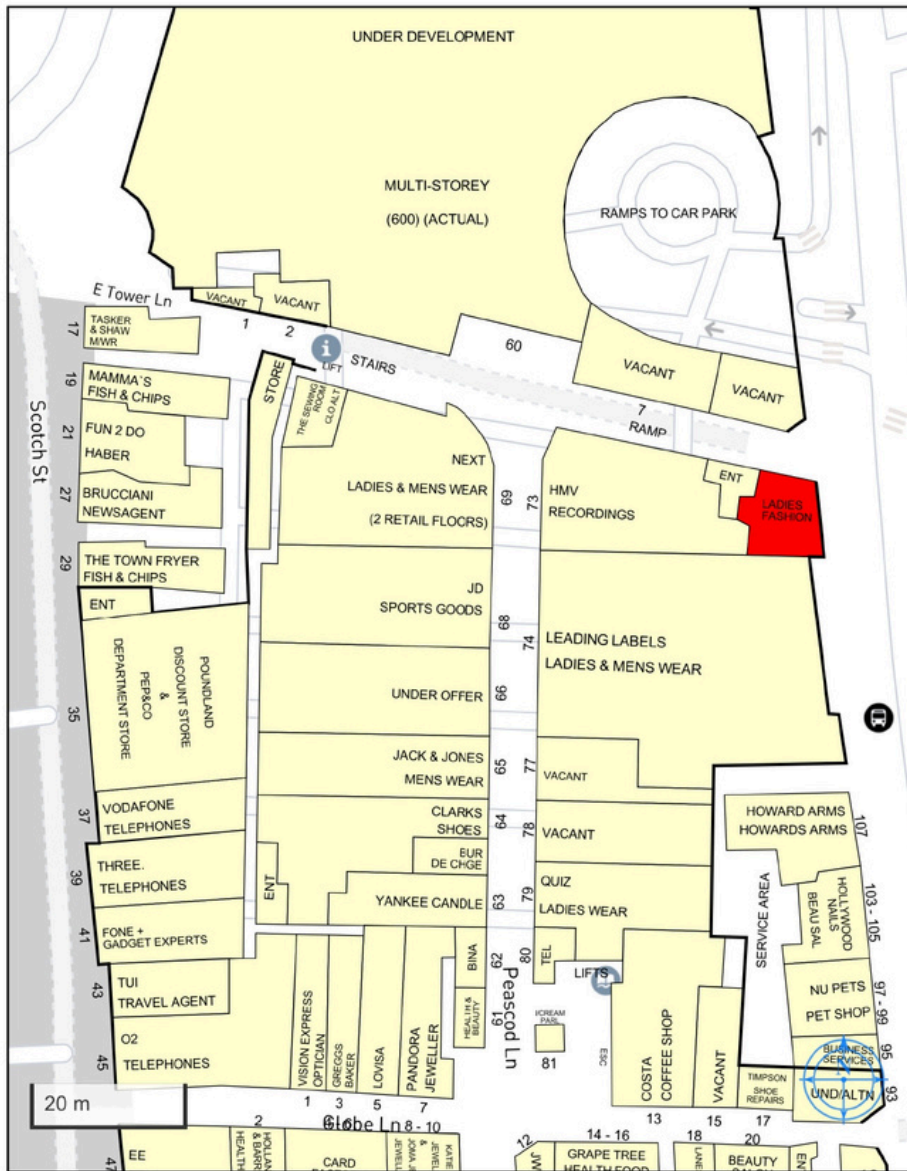 UNDER DEVELOPMENT
MULTI-STOREY
(600) (ACTUAL)
RAMPS TO CAR PARK
E Tower Ln
VACANT
VACANT
1
2
17
TASKER
& SHAW
M/WR
i
LIFT
STAIRS
60
VACANT
VACANT
7
RAMP
19
MAMMA`S
FISH & CHIPS
STORE
THE SEWING
ROOM
CLO ALT
Scotch St
21
FUN 2 DO
HABER
NEXT
LADIES & MENS WEAR
(2 RETAIL FLOORS)
69
73
HMV
RECORDINGS
ENT
LADIES
FASHION
27
BRUCCIANI
NEWSAGENT
29
THE TOWN FRYER
FISH & CHIPS
ENT
JD
SPORTS GOODS
68
74
LEADING LABELS
LADIES & MENS WEAR
35
POUNDLAND
DISCOUNT STORE
&
PEP&CO
DEPARTMENT STORE
UNDER OFFER
66
JACK & JONES
MENS WEAR
65
77
VACANT
37
VODAFONE
TELEPHONES
CLARKS
SHOES
64
78
VACANT
HOWARD ARMS
HOWARDS ARMS
107
39
THREE.
TELEPHONES
EUR
DE CHGE
ENT
YANKEE CANDLE
63
79
QUIZ
LADIES WEAR
SERVICE AREA
HOLLYWOOD
NAILS
BEAU SAL
103 - 105
41
FONE +
GADGET EXPERTS
BINA
62
80
TEL
LIFTS
43
TUI
TRAVEL AGENT
HEALTH &
BEAUTY
61
Peascod Ln
I/CREAM
PARL
81
ESC
NU PETS
PET SHOP
97 - 99
45
O2
TELEPHONES
VISION EXPRESS
OPTICIAN
GREGGS
BAKER
LOVISA
PANDORA
JEWELLER
COSTA
COFFEE SHOP
VACANT
TIMPSON
SHOE
REPAIRS
BUSINESS
SERVICES
95
UND/ALTN
93
20 m
1
3
5
7
13
15
17
Globe Ln
2
8 - 10
12
14 - 16
18
20
47
EE
CARD
GRAPE TREE
HEALTH FOOD
BEAUTY
ENT